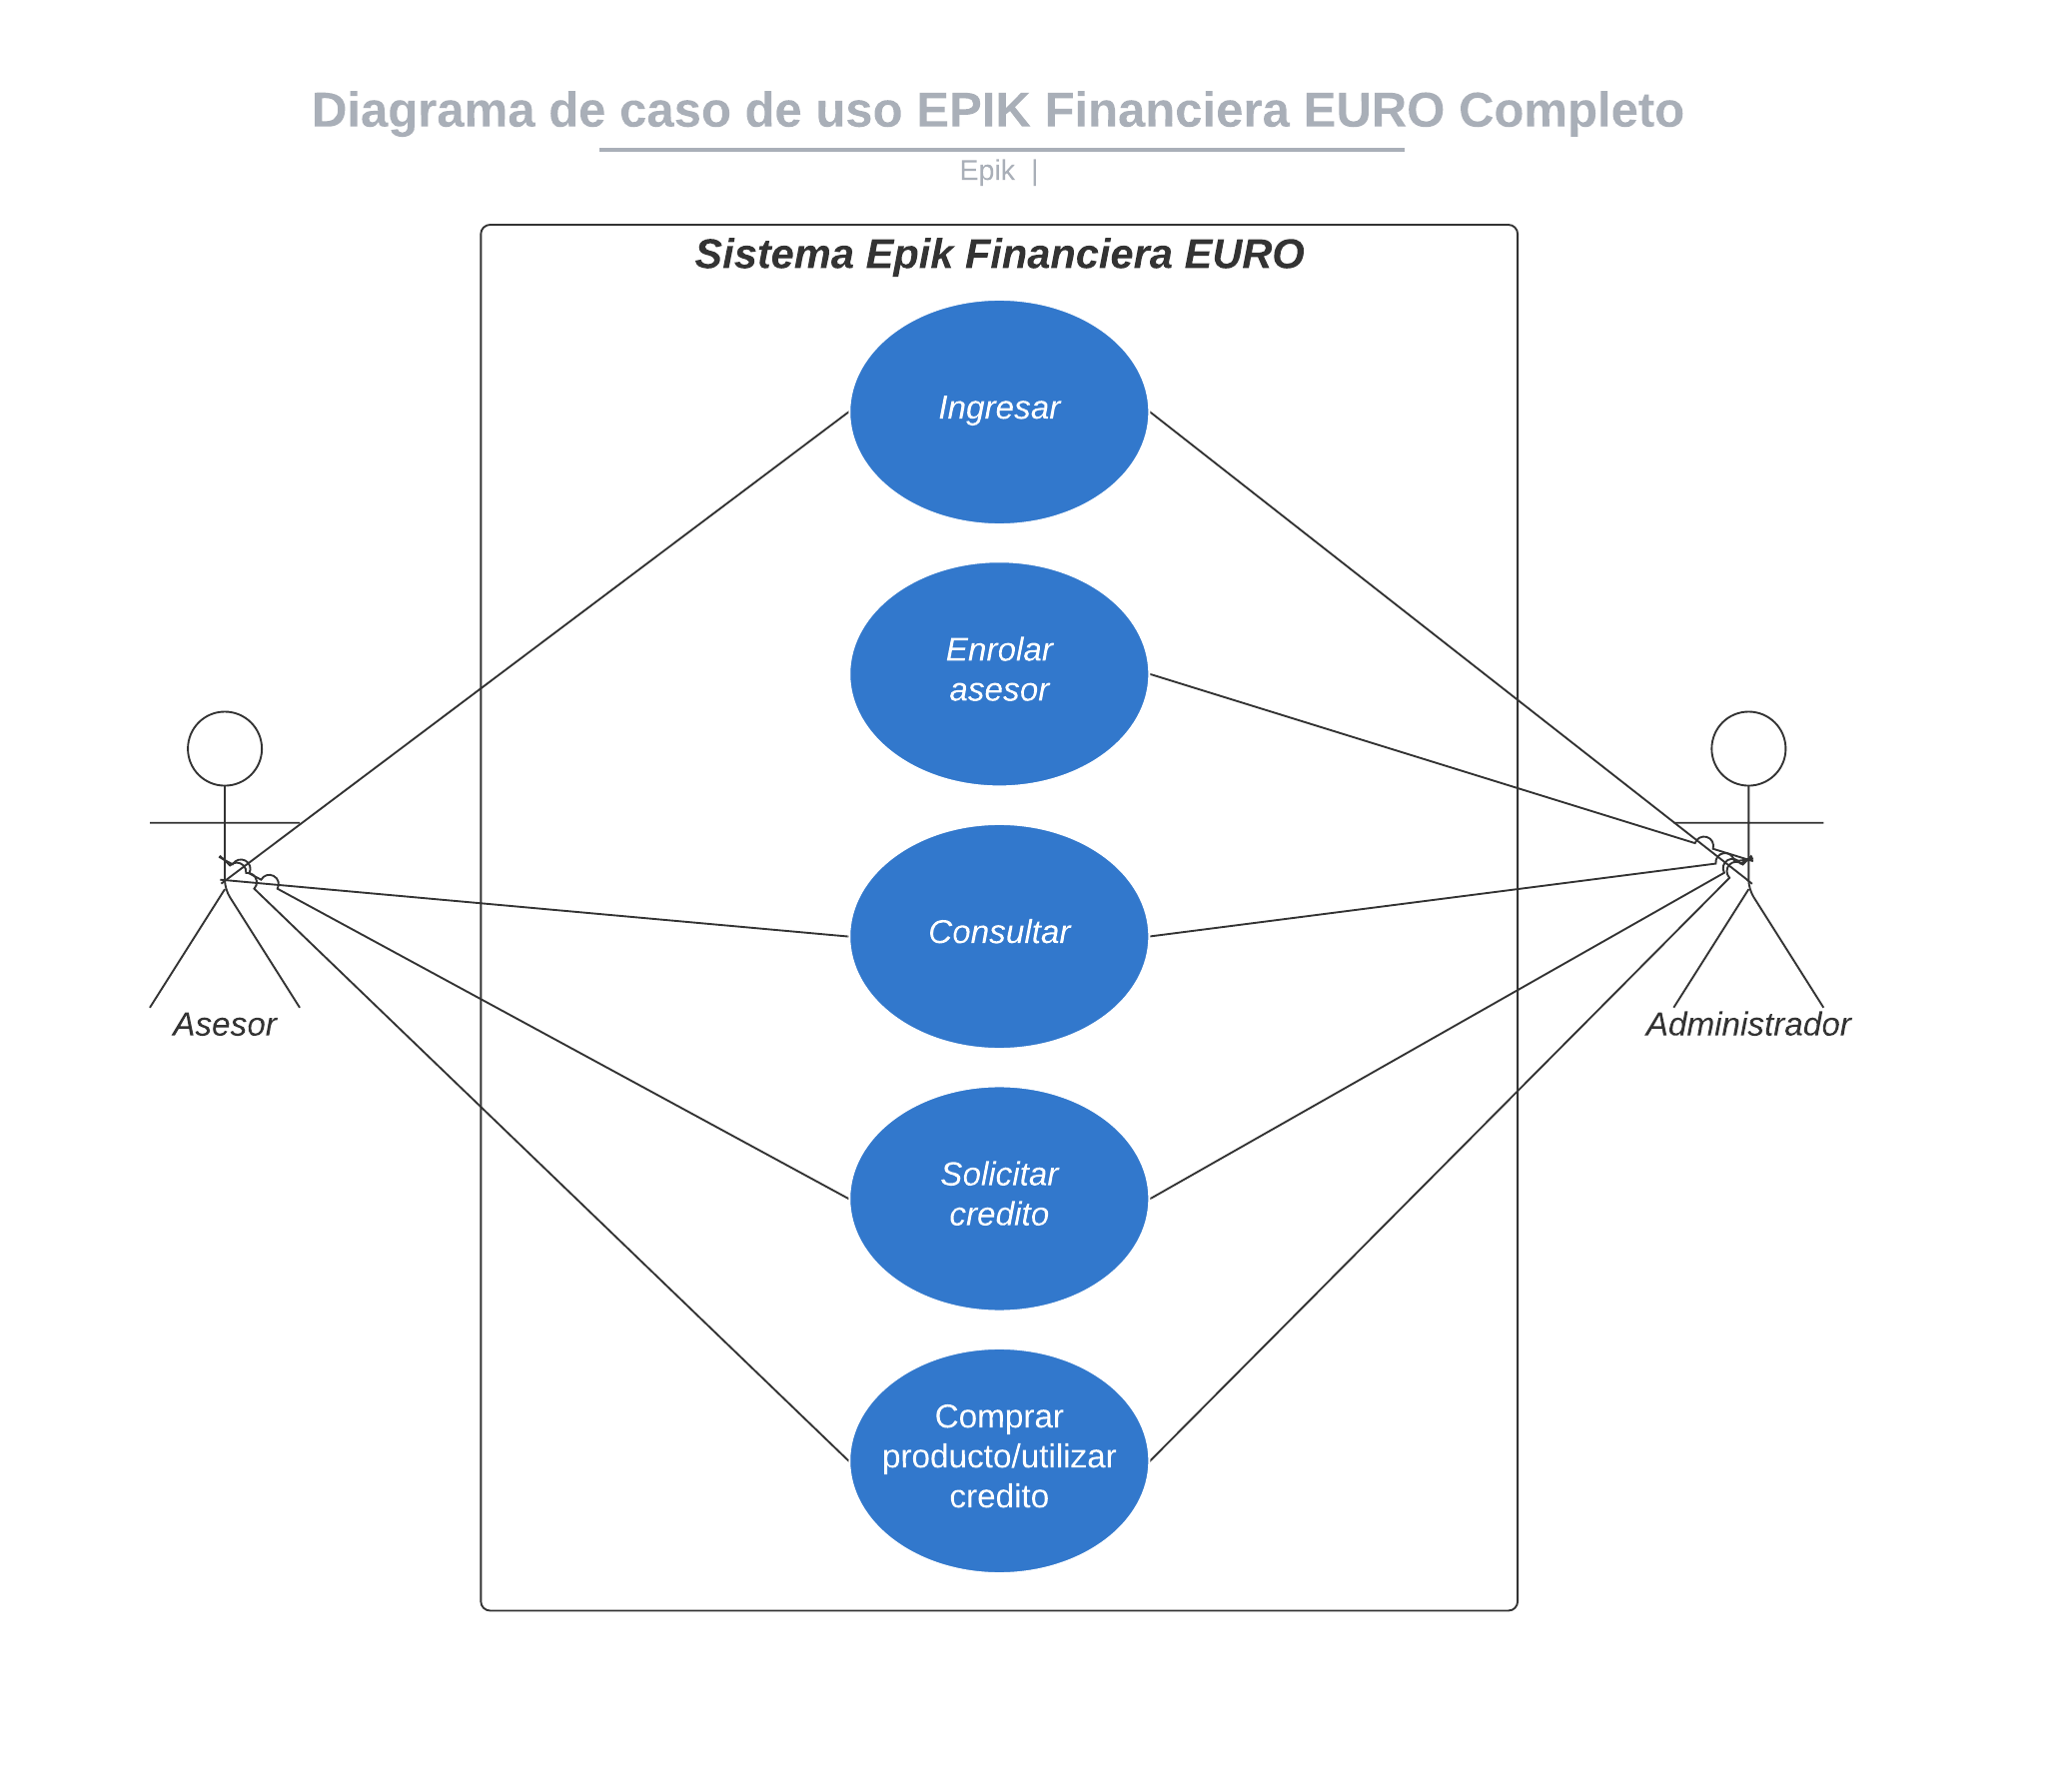 Diagrama de caso de uso EPIK Financiera EURO Completo
Epik |
Sistema Epik Financiera EURO
Ingresar
Enrolar
asesor
Consultar
Asesor
Administrador
Solicitar
credito
Comprar
producto/utilizar
credito